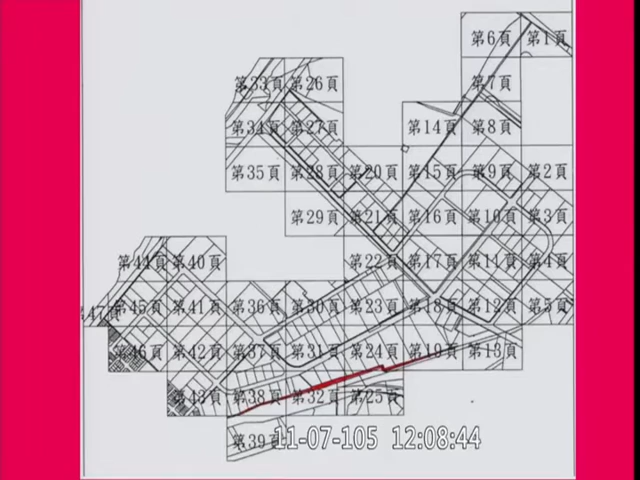 第6頁 第1頁
第33頁 第26頁 第7頁
第34頁 第27頁 第14頁 第8頁
第35頁 第28頁 第20頁 第15頁 第9頁 第2頁
第29頁 第21頁 第16頁 第10頁 第3頁
第44頁 第40頁 第22頁 第17頁 第11頁 第4頁
47頁 第45頁 第41頁 第36頁 第30頁 第23頁 第18頁 第12頁 第5頁
第46頁 第42頁 第37頁 第31頁 第24頁 第19頁 第13頁
第43頁 第38頁 第32頁 第25頁
第39頁
11-07-105 12:08:44